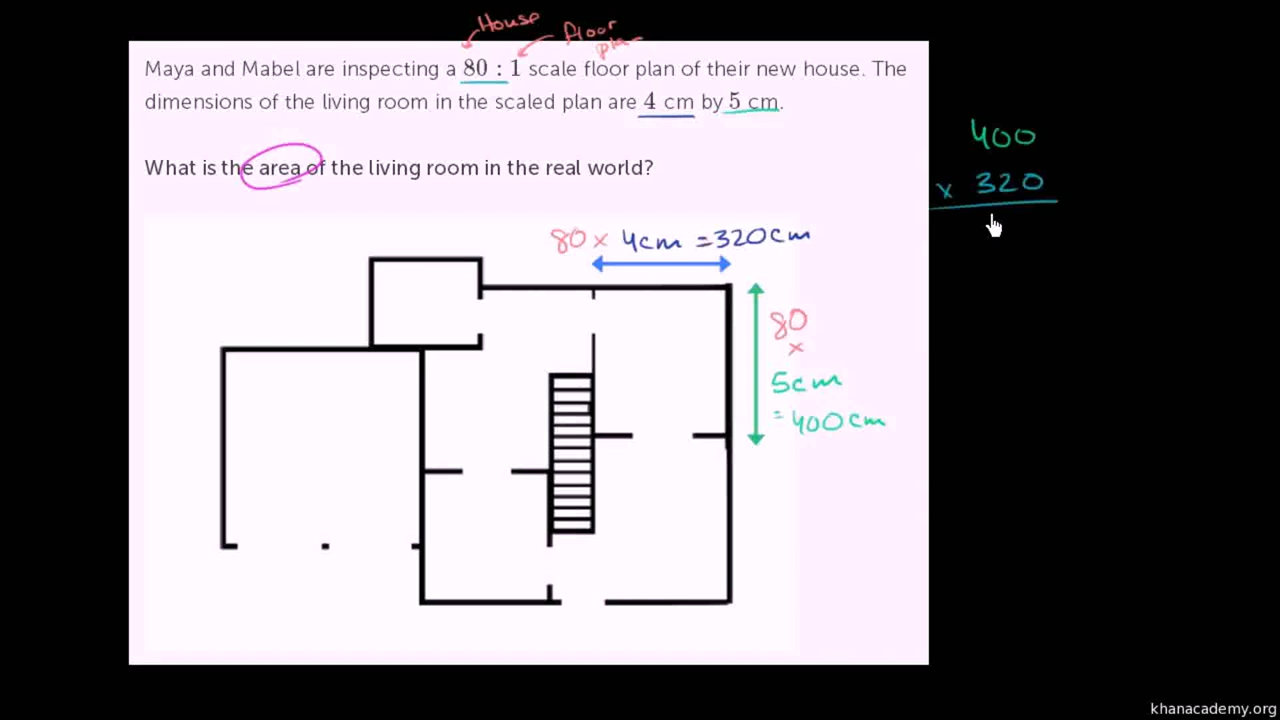 House
floor
plan
Maya and Mabel are inspecting a 80 : 1 scale floor plan of their new house. The
dimensions of the living room in the scaled plan are 4 cm by 5 cm.
What is the area of the living room in the real world?
400
x 320
80 x 4cm = 320cm
80
x
5cm
= 400cm
khanacademy.org